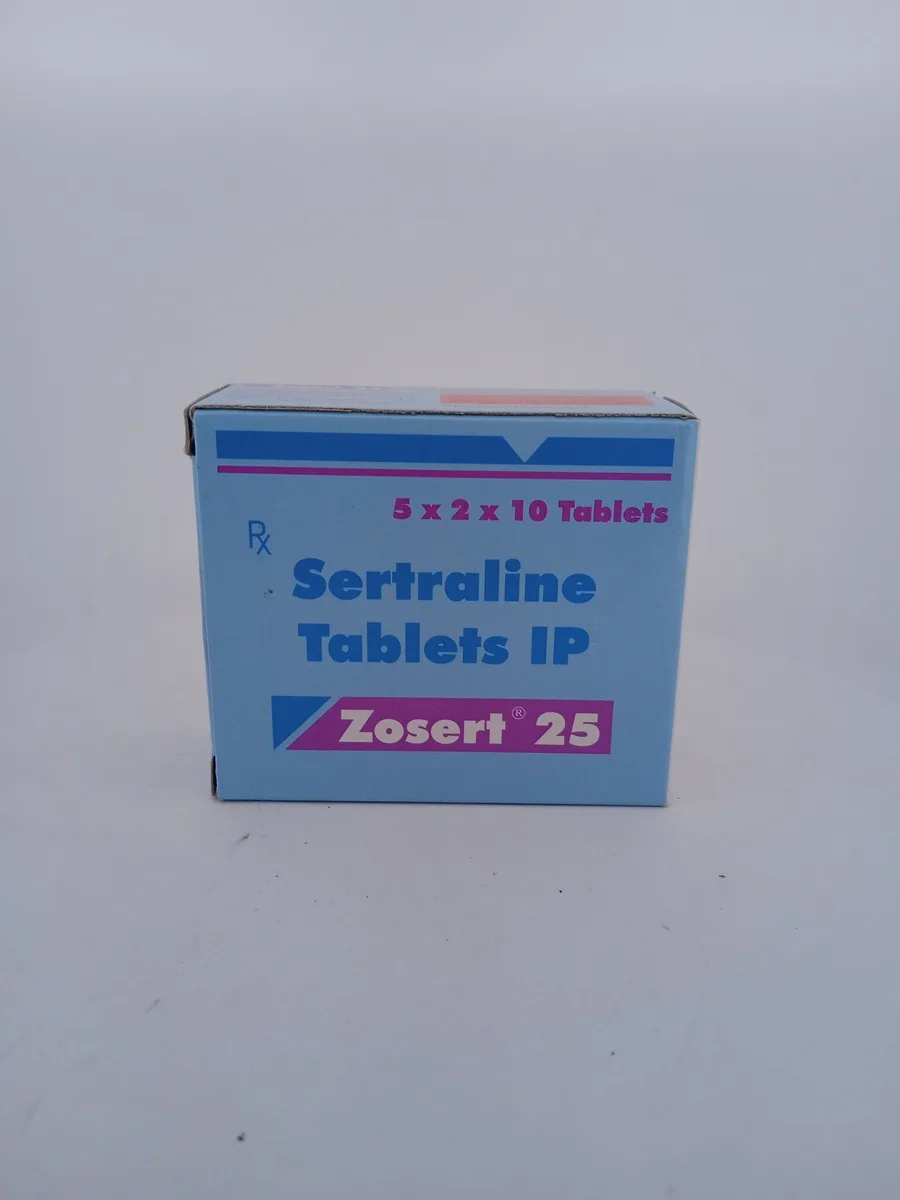 5 x 2 x 10 Tablets
Rx
Sertraline
Tablets IP
Zosert® 25